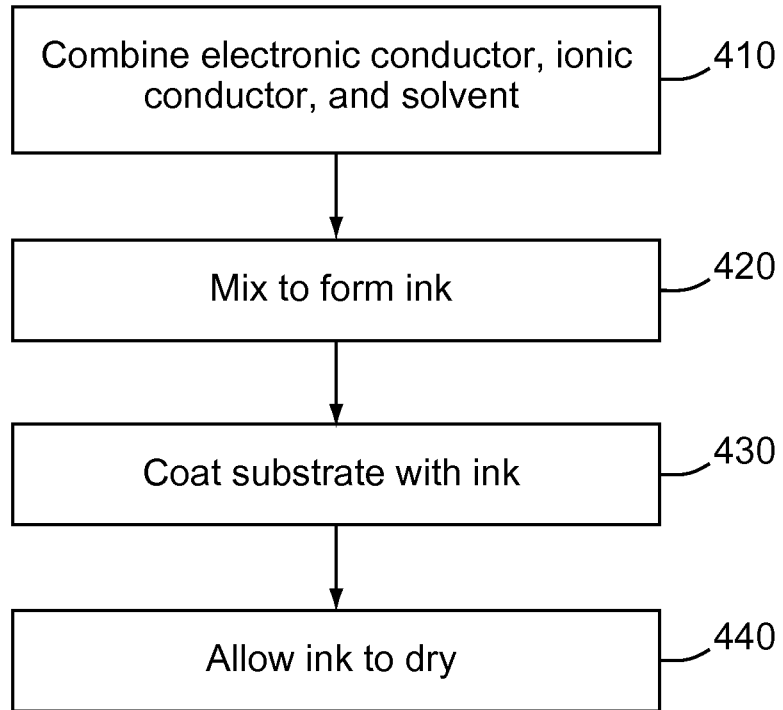 Combine electronic conductor, ionic
conductor, and solvent
410
Mix to form ink
420
Coat substrate with ink
430
Allow ink to dry
440